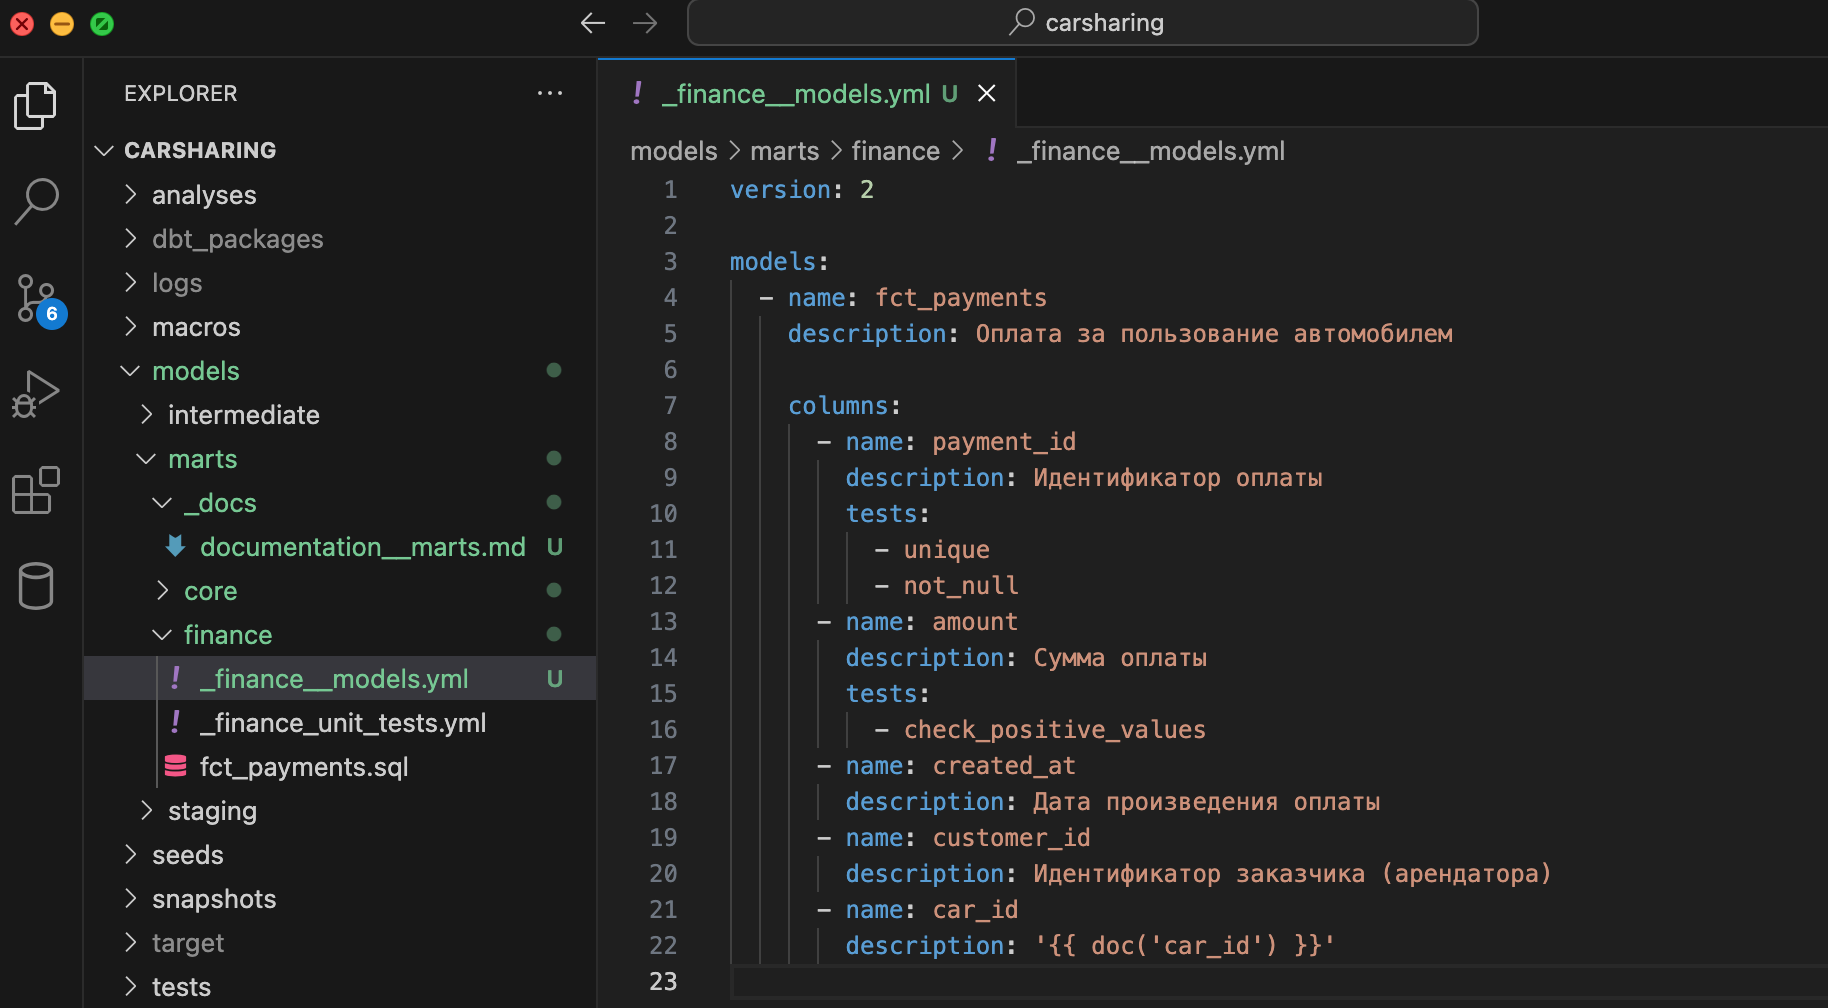 carsharing
EXPLORER
CARSHARING
analyses
dbt_packages
logs
macros
models
intermediate
marts
_docs
documentation__marts.md U
core
finance
_finance__models.yml U
_finance_unit_tests.yml
fct_payments.sql
staging
seeds
snapshots
target
tests
6
_finance__models.yml U
models > marts > finance > ! _finance__models.yml
1 version: 2
2
3 models:
4 - name: fct_payments
5 description: Оплата за пользование автомобилем
6
7 columns:
8 - name: payment_id
9 description: Идентификатор оплаты
10 tests:
11 - unique
12 - not_null
13 - name: amount
14 description: Сумма оплаты
15 tests:
16 - check_positive_values
17 - name: created_at
18 description: Дата произведения оплаты
19 - name: customer_id
20 description: Идентификатор заказчика (арендатора)
21 - name: car_id
22 description: '{{ doc('car_id') }}'
23